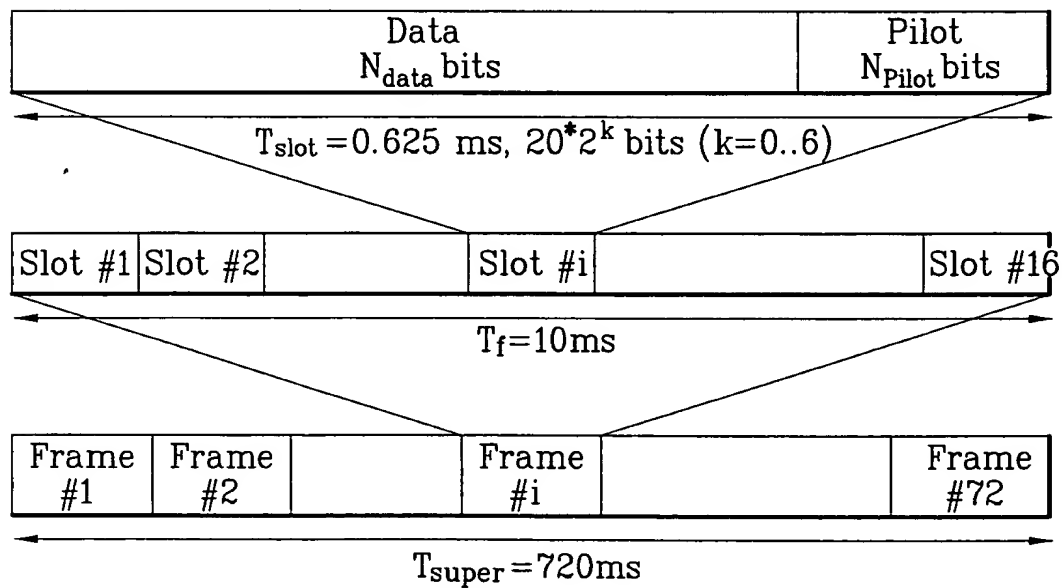 Data
N_data bits
Pilot
N_Pilot bits
T_slot=0.625 ms, 20*2^k bits (k=0..6)
Slot #1 Slot #2 Slot #i Slot #16
T_f=10ms
Frame #1
Frame #2
Frame #i
Frame #72
T_super=720ms